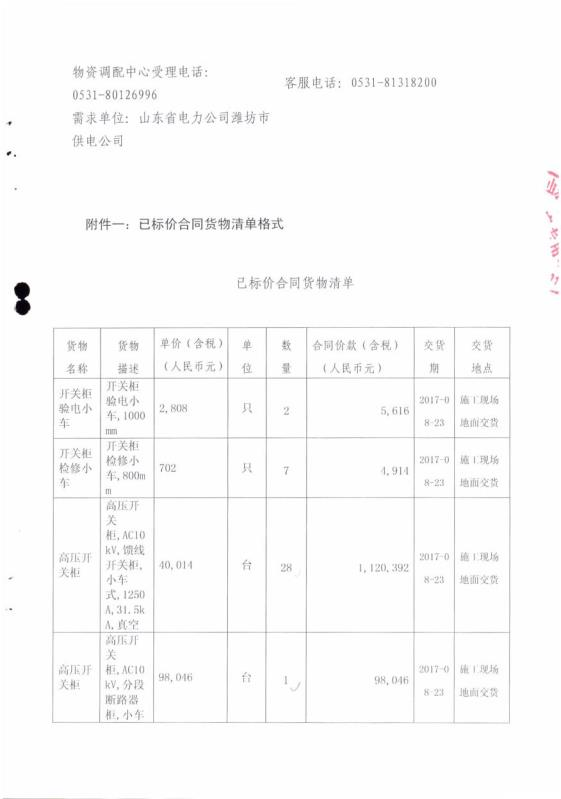 物资调配中心受理电话:
0531-80126996
客服电话: 0531-81318200
需求单位: 山东省电力公司潍坊市
供电公司
附件一: 已标价合同货物清单格式
已标价合同货物清单
货物名称 货物描述 单价（含税）（人民币元） 单位 数量 合同价款（含税）（人民币元） 交货期 交货地点
开关柜验电小车 开关柜验电小车,1000mm 2,808 只 2 5,616 2017-08-23 施工现场地面交货
开关柜检修小车 开关柜检修小车,800mm 702 只 7 4,914 2017-08-23 施工现场地面交货
高压开关柜 高压开关柜,AC10kV,馈线开关柜,小车式,1250A,31.5kA,真空 40,014 台 28 1,120,392 2017-08-23 施工现场地面交货
高压开关柜 高压开关柜,AC10kV,分段断路器柜,小车 98,046 台 1 98,046 2017-08-23 施工现场地面交货